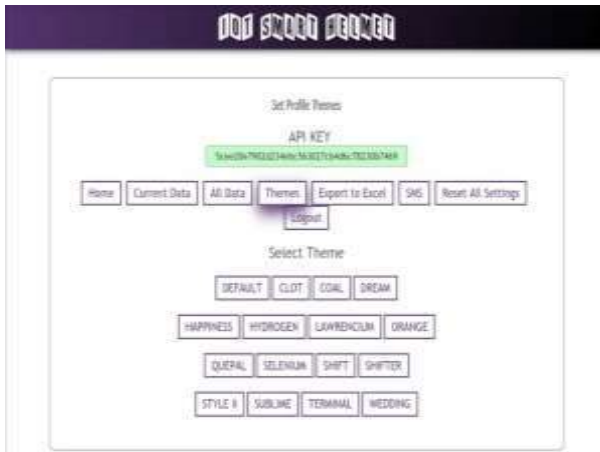 IOT SMART HELMET
Set Profile Themes
API KEY
Home Current Data All Data Themes Export to Excel SMS Reset All Settings
Logout
Select Theme
DEFAULT CLOT COAL DREAM
HAPPINESS HYDROGEN LAWRENCIUM ORANGE
QUEPAL SELENIUM SHIFT SHIFTER
STYLE II SUBLIME TERMINAL WEDDING